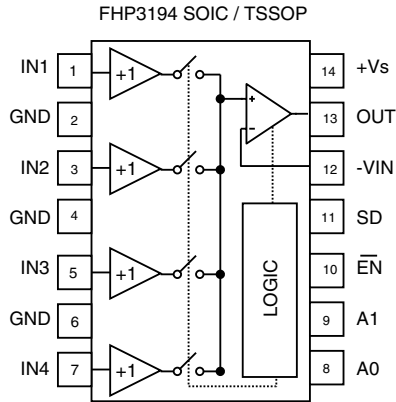 FHP3194 SOIC / TSSOP
IN1 1 +1 14 +Vs
GND 2 + 13 OUT
IN2 3 +1 - 12 -VIN
GND 4 11 SD
IN3 5 +1 LOGIC 10 E̅N̅
GND 6 9 A1
IN4 7 +1 8 A0